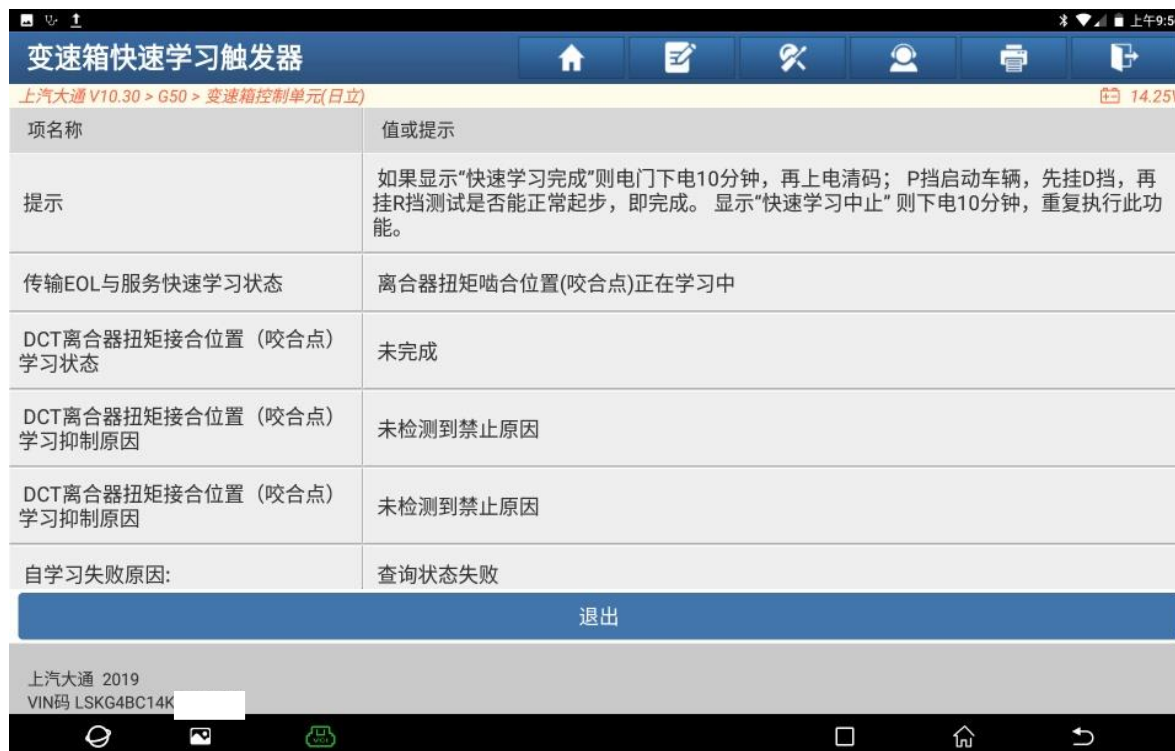 上午9:5
变速箱快速学习触发器
上汽大通 V10.30 > G50 > 变速箱控制单元(日立)
14.25V
项名称
值或提示
提示
如果显示“快速学习完成”则电门下电10分钟，再上电清码； P挡启动车辆，先挂D挡，再
挂R挡测试是否能正常起步，即完成。 显示“快速学习中止” 则下电10分钟，重复执行此功
能。
传输EOL与服务快速学习状态
离合器扭矩啮合位置(咬合点)正在学习中
DCT离合器扭矩接合位置（咬合点）
学习状态
未完成
DCT离合器扭矩接合位置（咬合点）
学习抑制原因
未检测到禁止原因
DCT离合器扭矩接合位置（咬合点）
学习抑制原因
未检测到禁止原因
自学习失败原因:
查询状态失败
退出
上汽大通 2019
VIN码 LSKG4BC14K
VCI